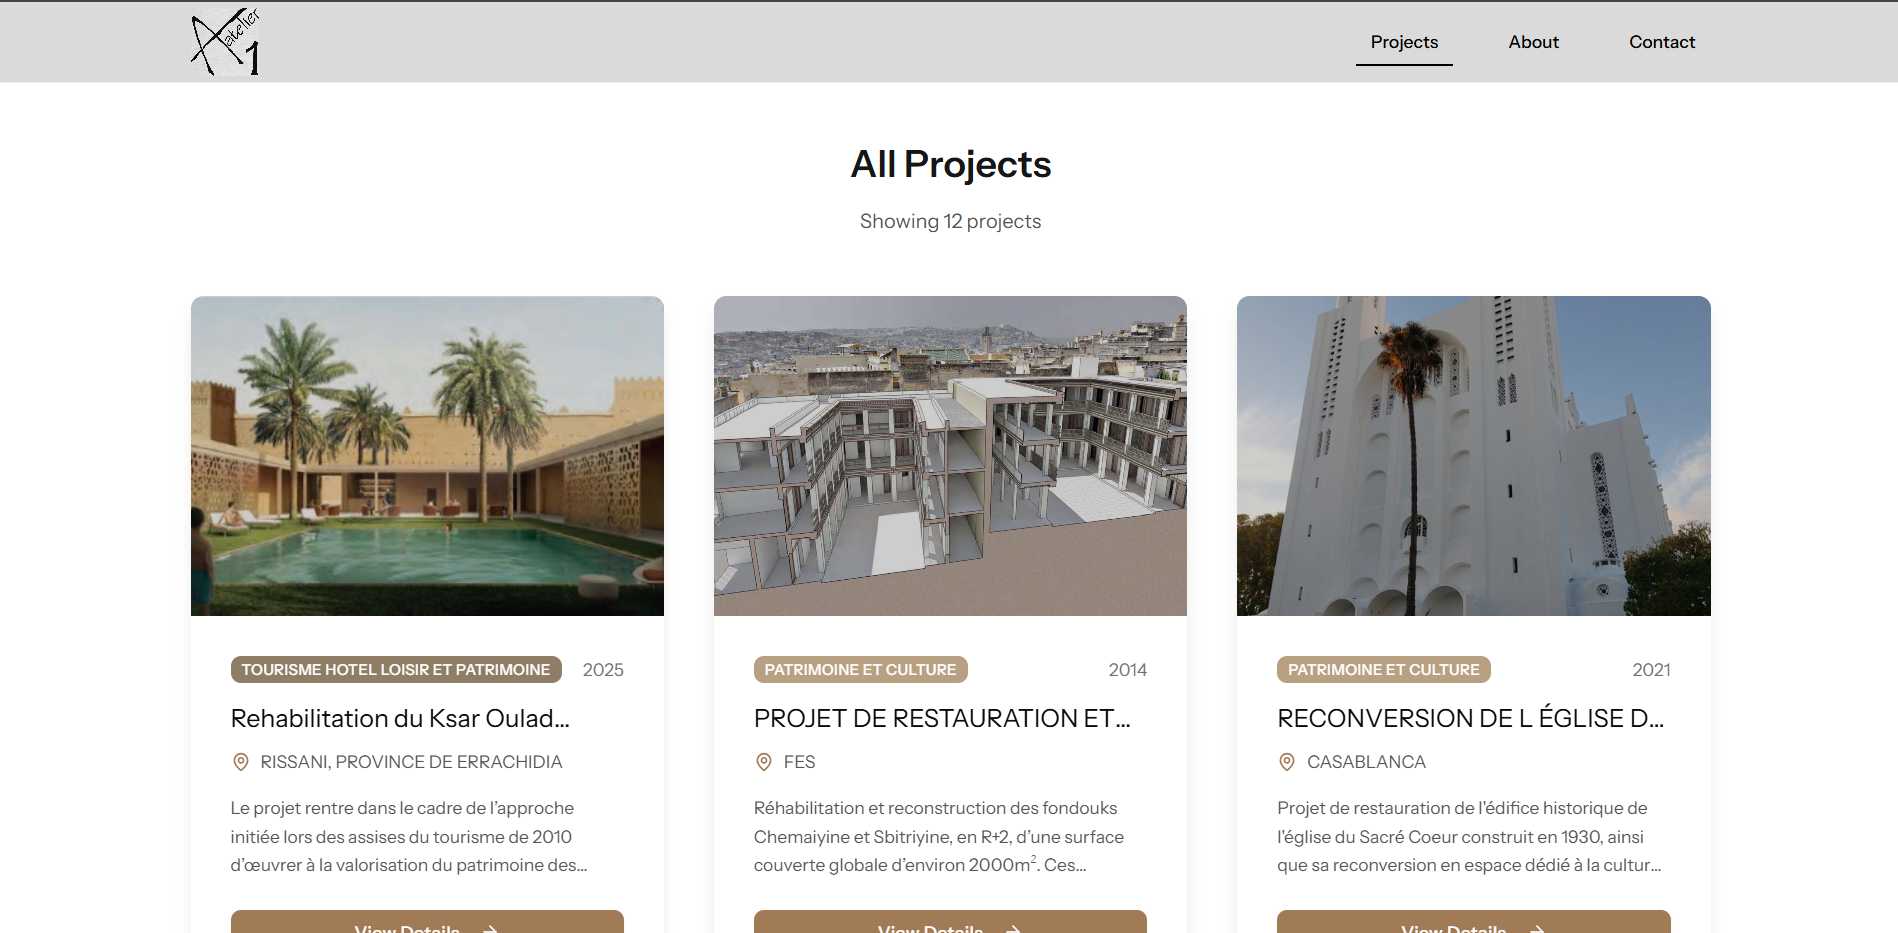 atelier
1
Projects
About
Contact
All Projects
Showing 12 projects
TOURISME HOTEL LOISIR ET PATRIMOINE
2025
Rehabilitation du Ksar Oulad...
RISSANI, PROVINCE DE ERRACHIDIA
Le projet rentre dans le cadre de l’approche
initiée lors des assises du tourisme de 2010
d’œuvrer à la valorisation du patrimoine des...
View Details
PATRIMOINE ET CULTURE
2014
PROJET DE RESTAURATION ET...
FES
Réhabilitation et reconstruction des fondouks
Chemaiyine et Sbitriyine, en R+2, d’une surface
couverte globale d’environ 2000m². Ces...
View Details
PATRIMOINE ET CULTURE
2021
RECONVERSION DE L ÉGLISE D...
CASABLANCA
Projet de restauration de l'édifice historique de
l'église du Sacré Coeur construit en 1930, ainsi
que sa reconversion en espace dédié à la cultur...
View Details